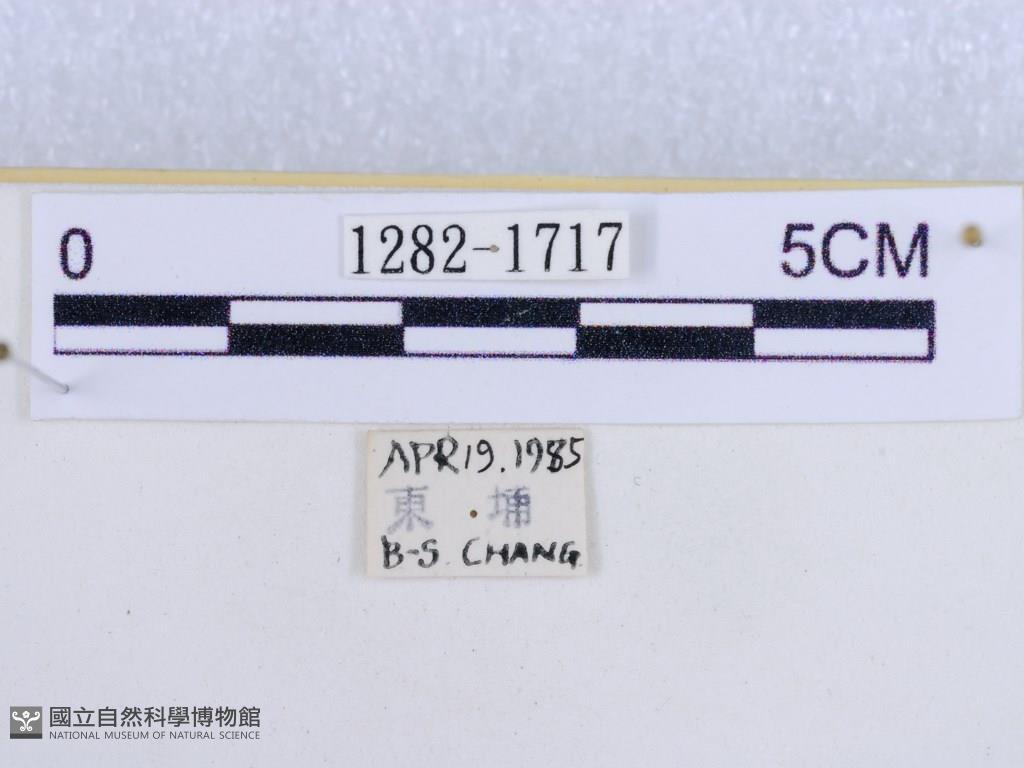 0 1282-1717 5CM
APR19.1985
東埔
B-S. CHANG
國立自然科學博物館
NATIONAL MUSEUM OF NATURAL SCIENCE